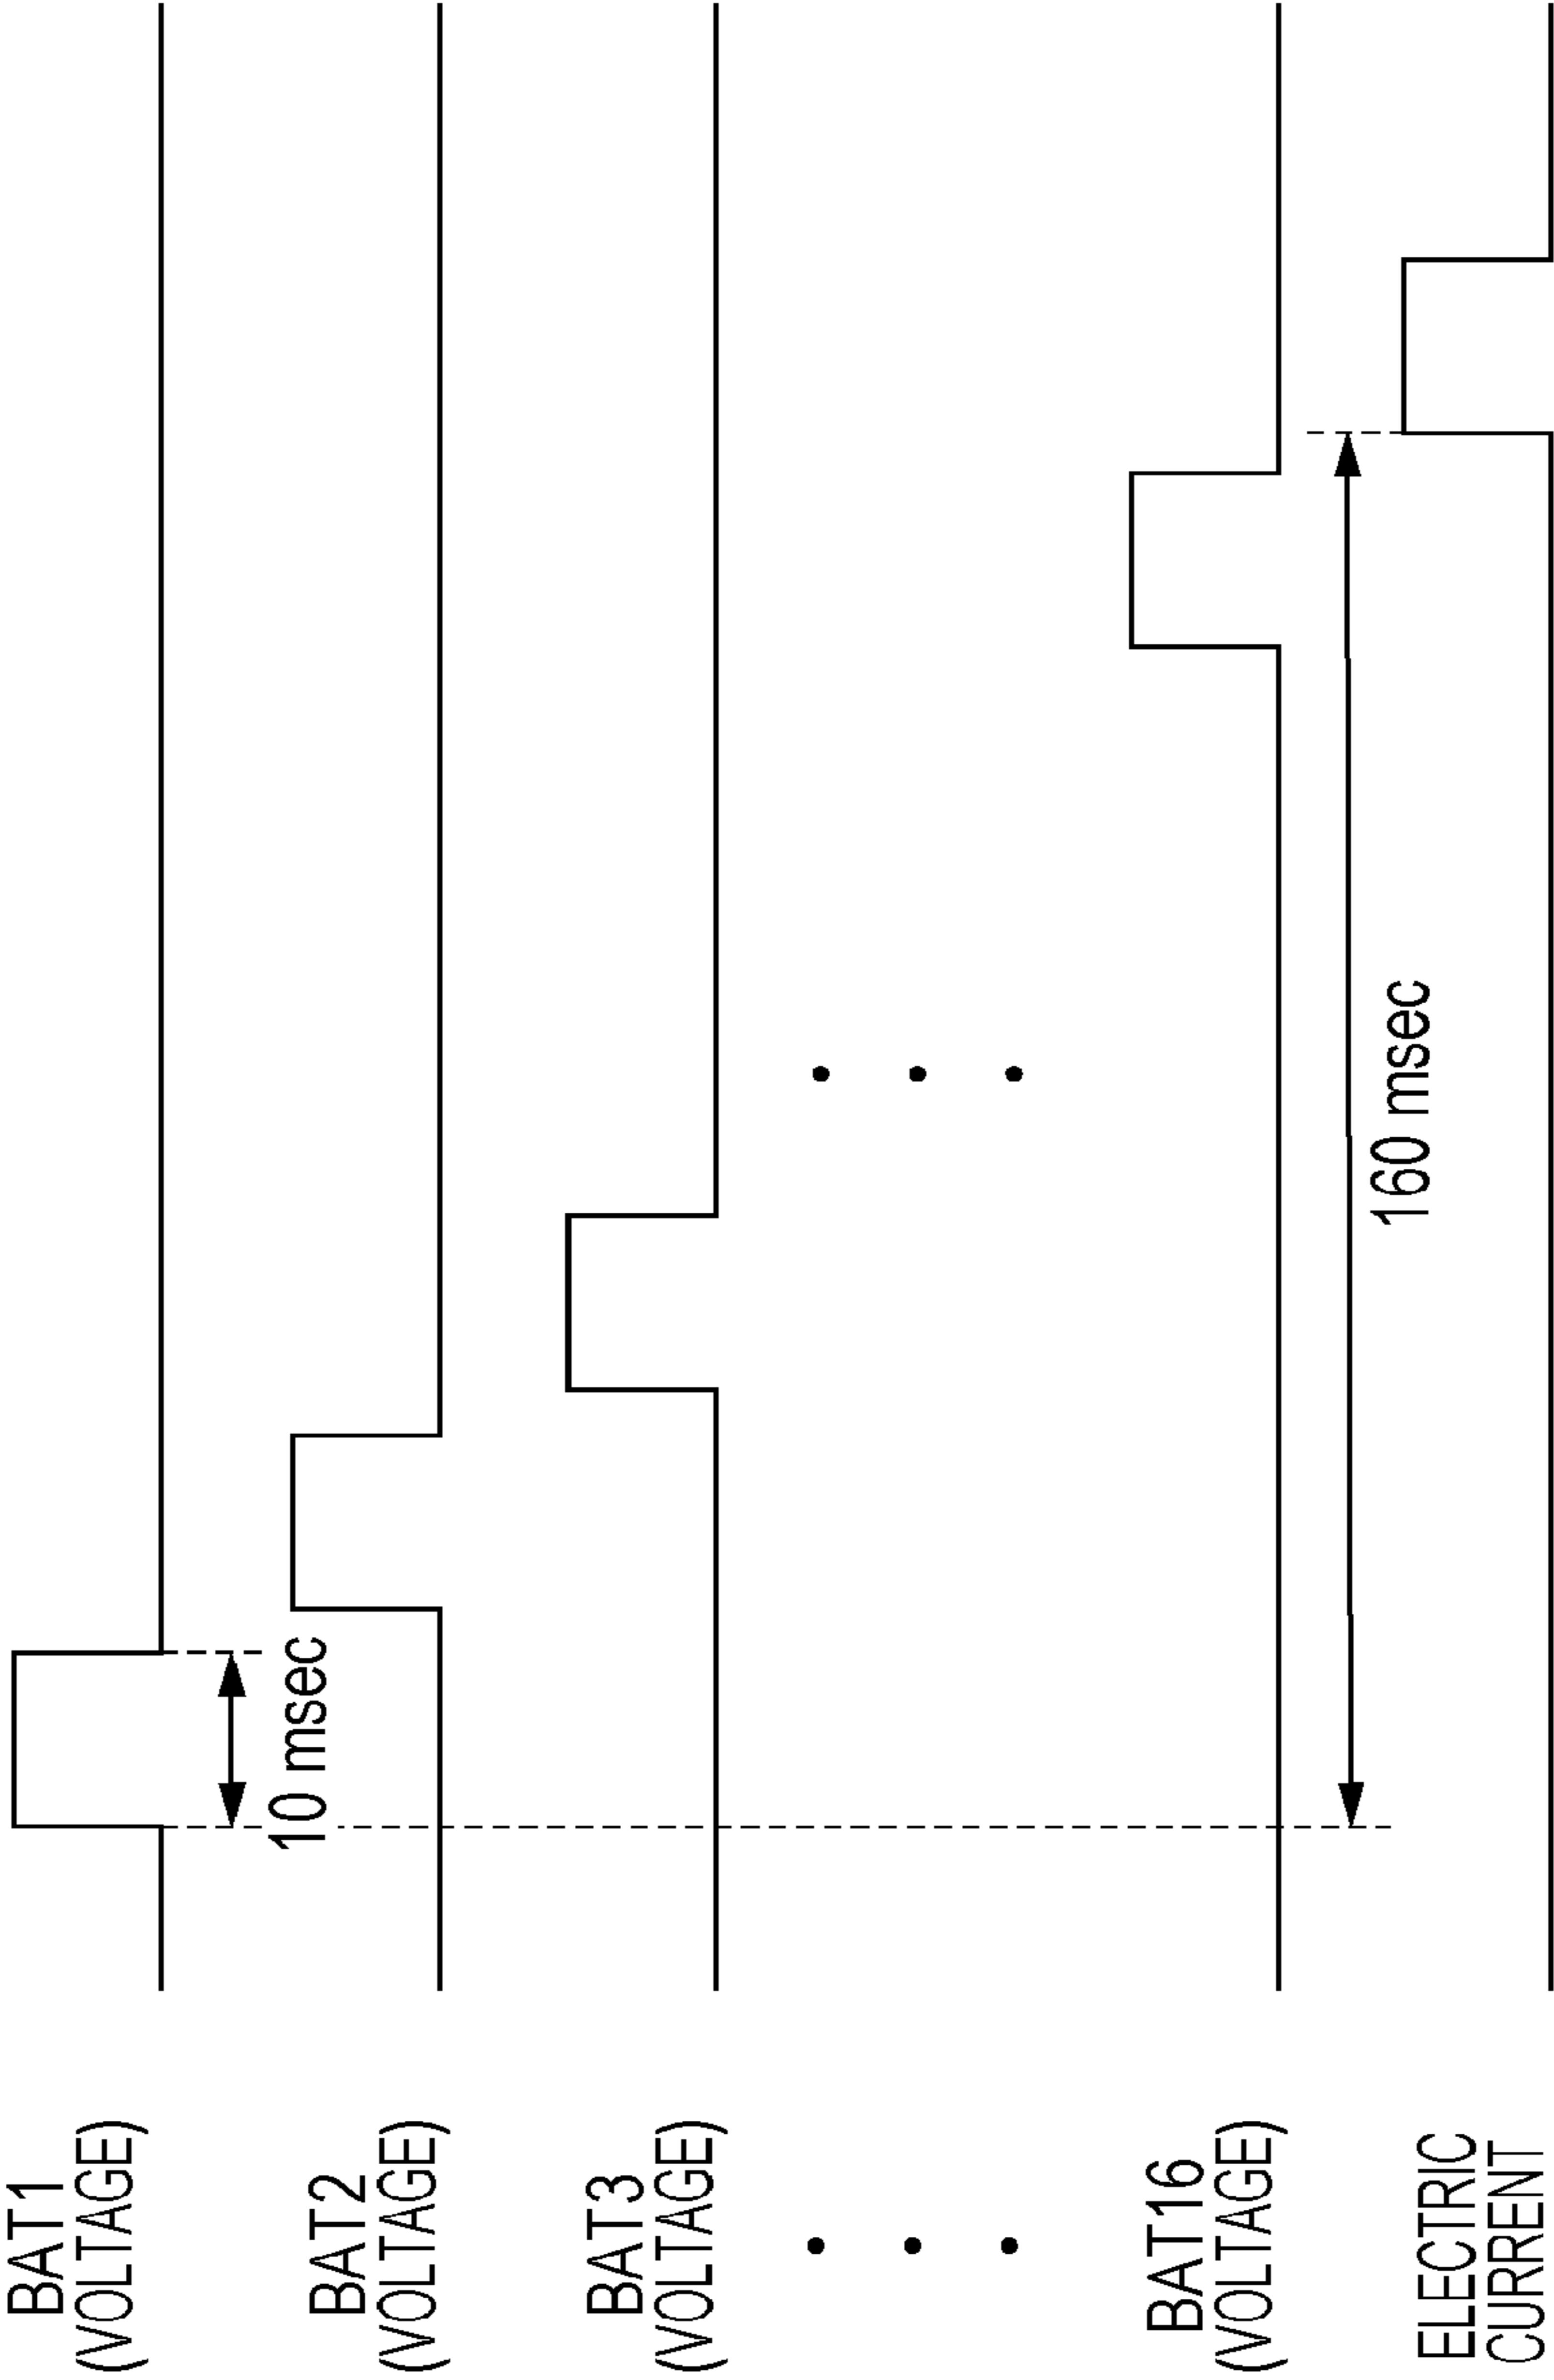 BAT1
(VOLTAGE)
10 msec
BAT2
(VOLTAGE)
BAT3
(VOLTAGE)
BAT16
(VOLTAGE)
160 msec
ELECTRIC
CURRENT